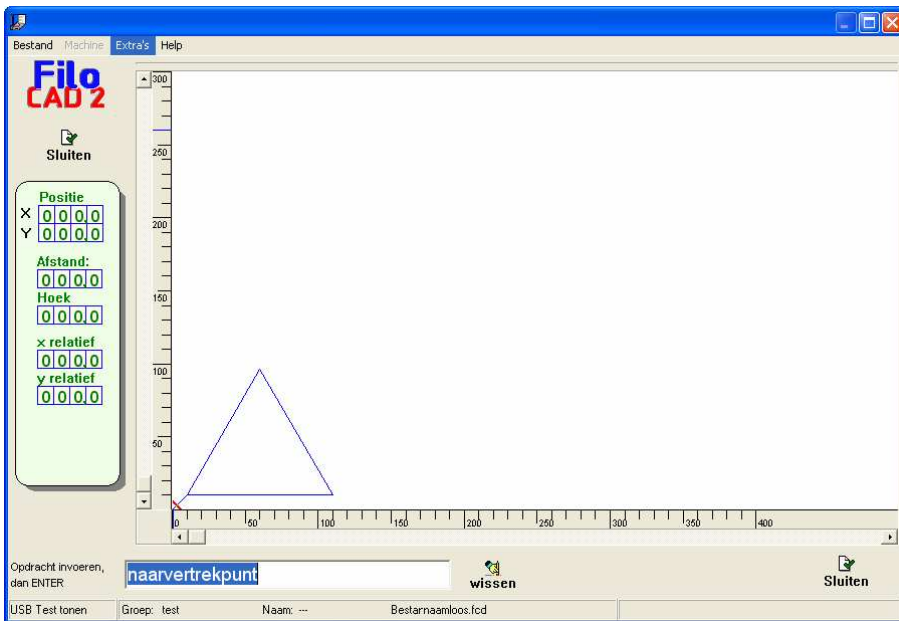 Bestand Machine Extra's Help
Filo
CAD 2
Sluiten
Positie
X 0 0 0,0
Y 0 0 0,0
Afstand:
0 0 0,0
Hoek
0 0 0,0
x relatief
0 0 0,0
y relatief
0 0 0,0
300
250
200
150
100
50
0 50 100 150 200 250 300 350 400
Opdracht invoeren,
dan ENTER
naarvertrekpunt
wissen
Sluiten
USB Test tonen Groep: test Naam: --- Bestarnaamloos.fcd